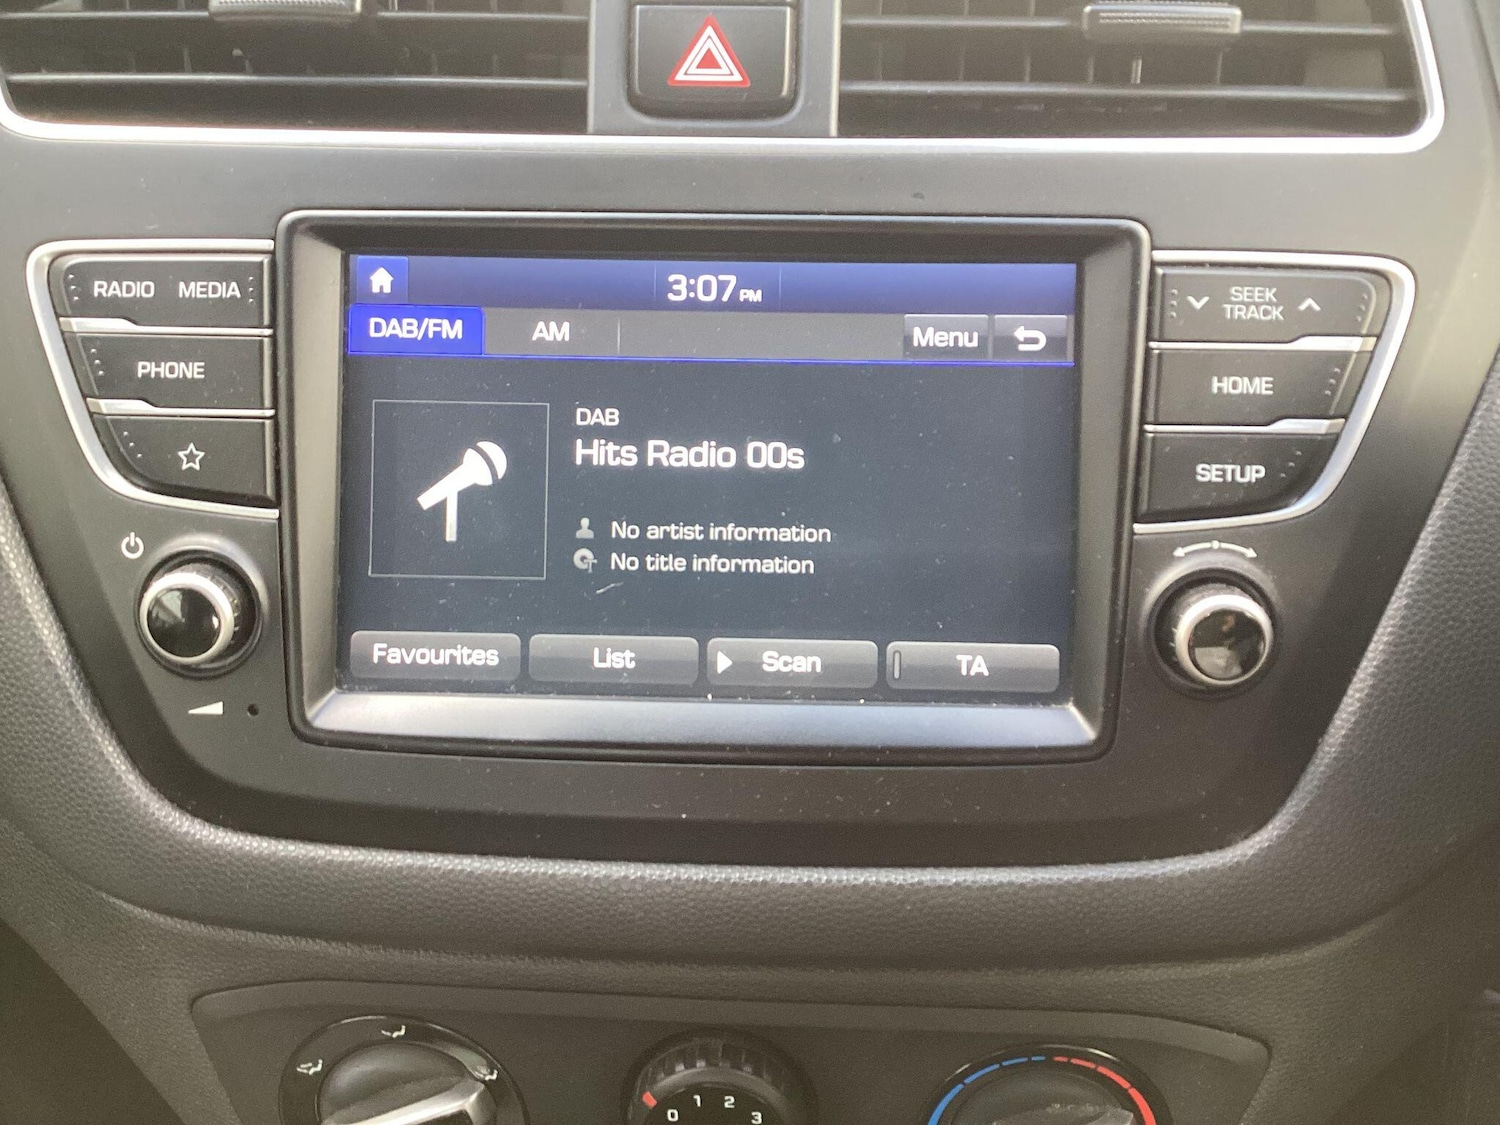 3:07 PM
RADIO MEDIA
SEEK
TRACK
DAB/FM AM Menu
PHONE
HOME
DAB
Hits Radio 00s
SETUP
No artist information
No title information
Favourites List Scan TA
0 1 2 3